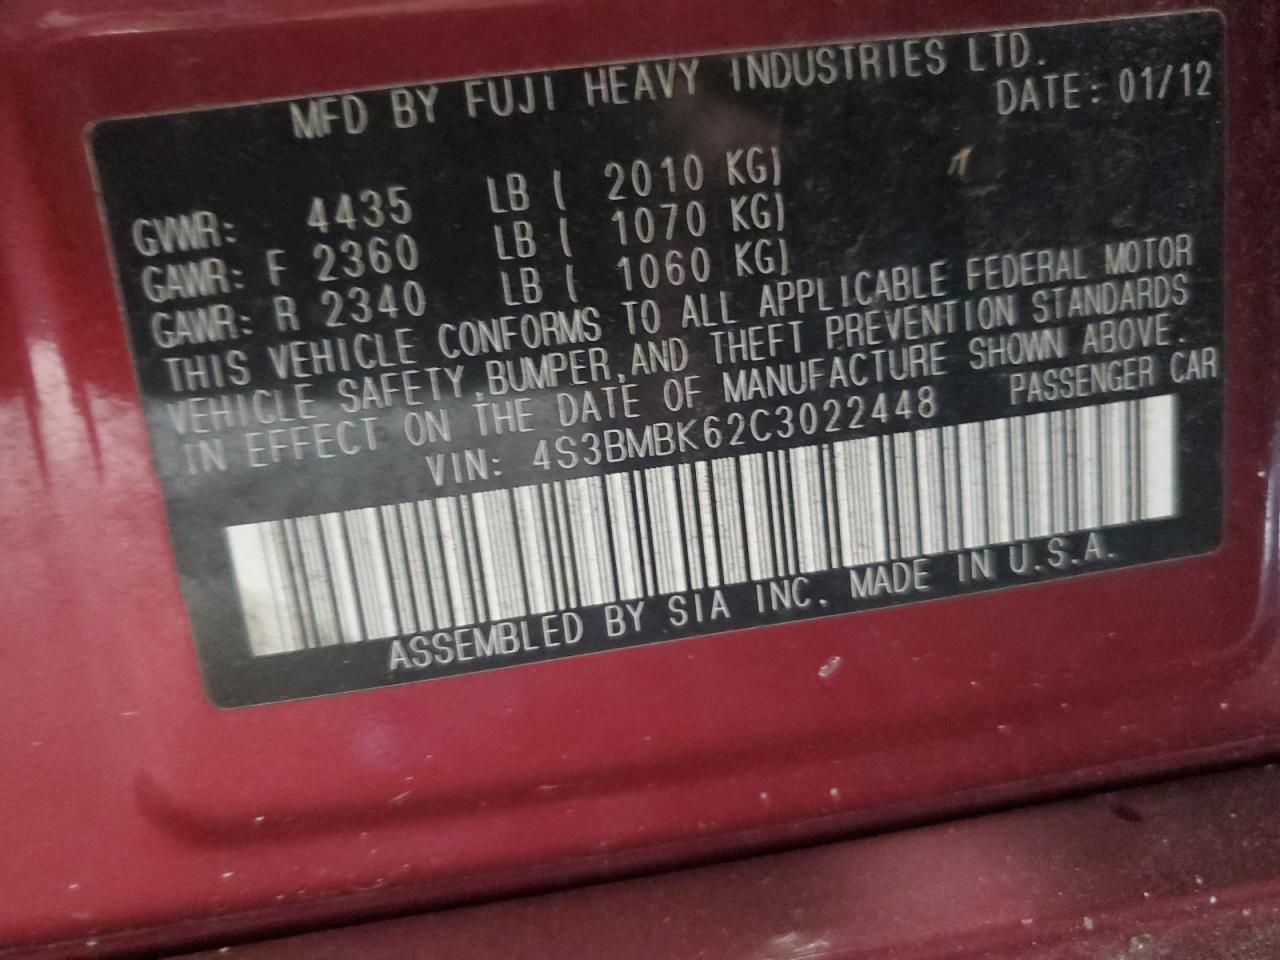 MFD BY FUJI HEAVY INDUSTRIES LTD.
DATE: 01/12
GVWR: 4435 LB ( 2010 KG)
GAWR: F 2360 LB ( 1070 KG)
GAWR: R 2340 LB ( 1060 KG)
THIS VEHICLE CONFORMS TO ALL APPLICABLE FEDERAL MOTOR
VEHICLE SAFETY,BUMPER,AND THEFT PREVENTION STANDARDS
IN EFFECT ON THE DATE OF MANUFACTURE SHOWN ABOVE.
VIN: 4S3BMBK62C3022448 PASSENGER CAR
ASSEMBLED BY SIA INC. MADE IN U.S.A.